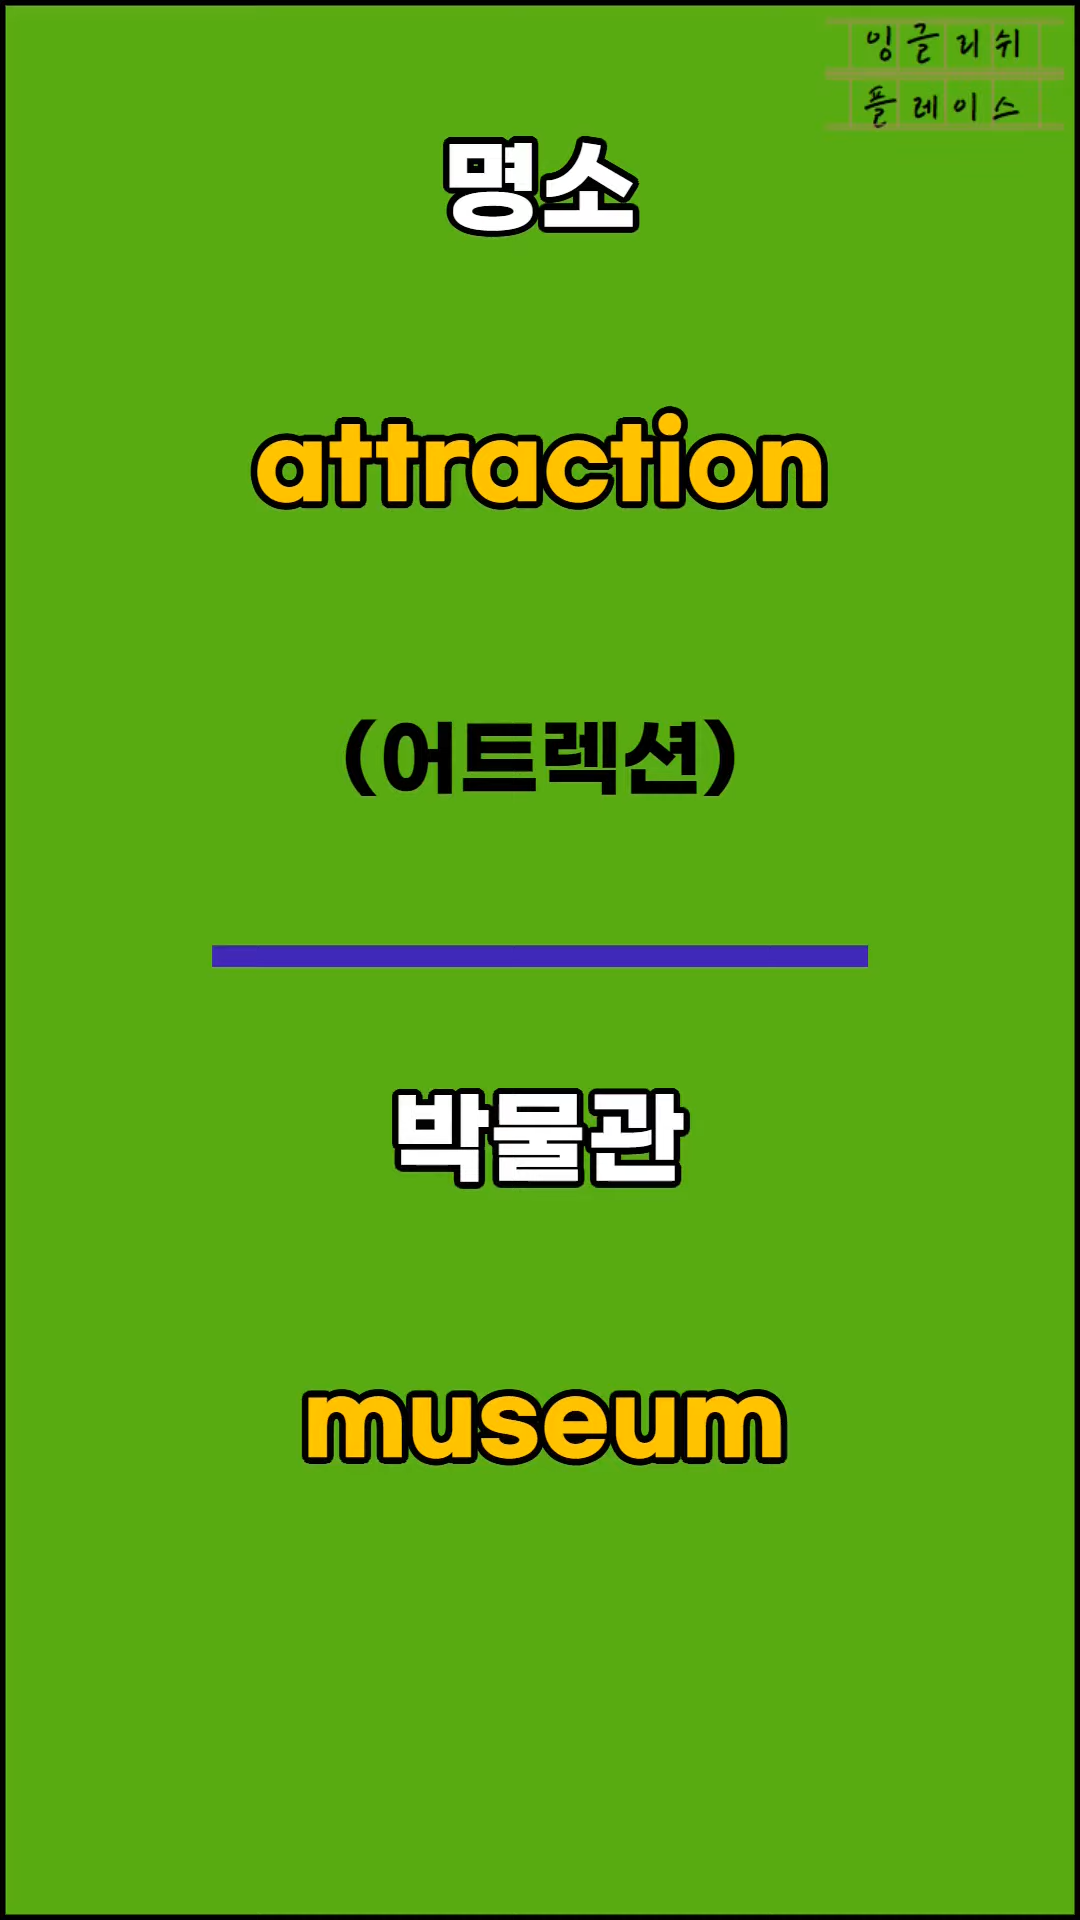 잉글리쉬
플레이스
명소
attraction
(어트렉션)
박물관
museum